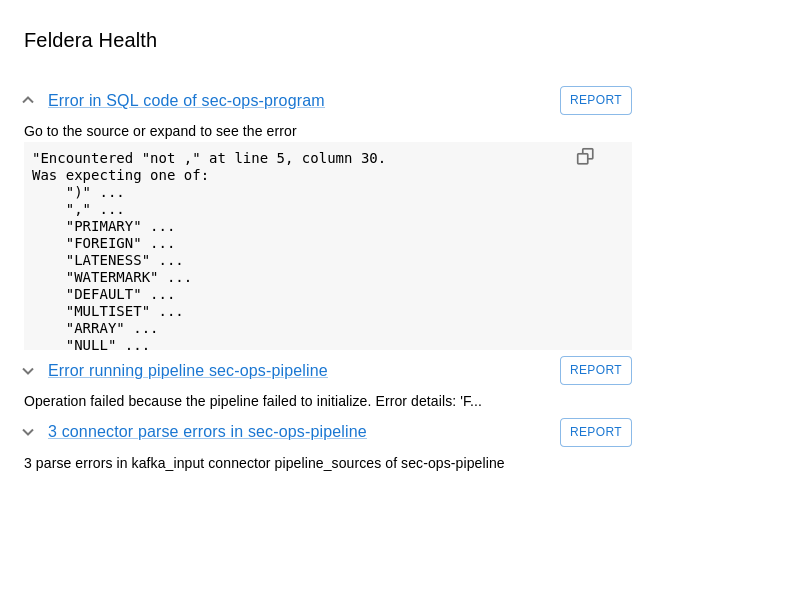 Feldera Health
Error in SQL code of sec-ops-program
REPORT
Go to the source or expand to see the error
"Encountered "not ," at line 5, column 30.
Was expecting one of:
    ")" ...
    "," ...
    "PRIMARY" ...
    "FOREIGN" ...
    "LATENESS" ...
    "WATERMARK" ...
    "DEFAULT" ...
    "MULTISET" ...
    "ARRAY" ...
    "NULL" ...
Error running pipeline sec-ops-pipeline
REPORT
Operation failed because the pipeline failed to initialize. Error details: 'F...
3 connector parse errors in sec-ops-pipeline
REPORT
3 parse errors in kafka_input connector pipeline_sources of sec-ops-pipeline